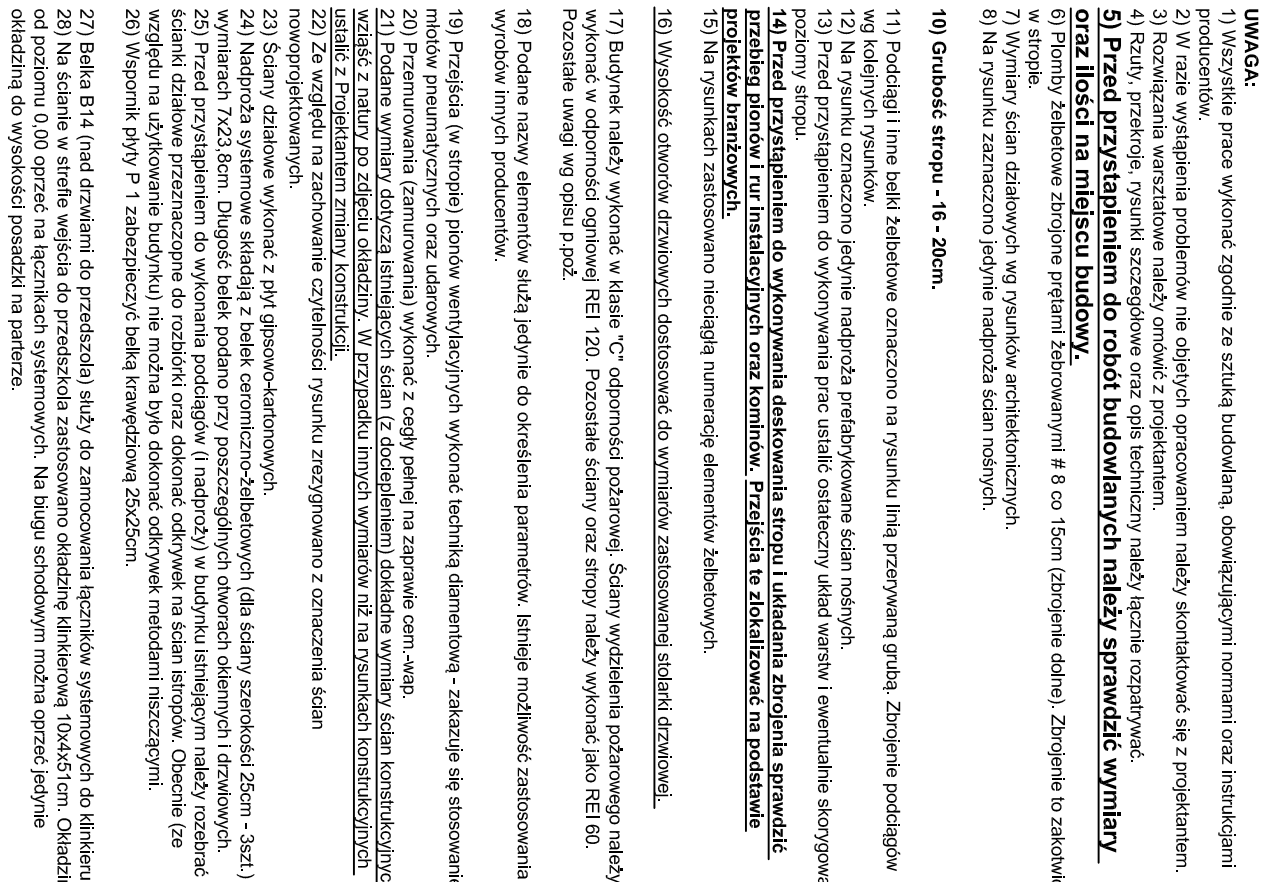 UWAGA:
1) Wszystkie prace wykonać zgodnie ze sztuką budowlaną, obowiązującymi normami oraz instrukcjami
producentów.
2) W razie wystąpienia problemów nie objetych opracowaniem należy skontaktować się z projektantem.
3) Rozwiązania warsztatowe należy omówić z projektantem.
4) Rzuty, przekroje, rysunki szczegółowe oraz opis techniczny należy łącznie rozpatrywać.
5) Przed przystąpieniem do robót budowlanych należy sprawdzić wymiary
oraz ilości na miejscu budowy.
6) Plomby żelbetowe zbrojone prętami żebrowanymi # 8 co 15cm (zbrojenie dolne). Zbrojenie to zakotwi
w stropie.
7) Wymiary ścian działowych wg rysunków architektonicznych.
8) Na rysunku zaznaczono jedynie nadproża ścian nośnych.
10) Grubość stropu - 16 - 20cm.
11) Podciągi i inne belki żelbetowe oznaczono na rysunku linią przerywaną grubą. Zbrojenie podciągów
wg kolejnych rysunków.
12) Na rysunku oznaczono jedynie nadproża prefabrykowane ścian nośnych.
13) Przed przystąpieniem do wykonywania prac ustalić ostateczny układ warstw i ewentualnie skorygowa
poziomy stropu.
14) Przed przystąpieniem do wykonywania deskowania stropu i układania zbrojenia sprawdzić
przebieg pionów i rur instalacyjnych oraz kominów. Przejścia te zlokalizować na podstawie
projektów branżowych.
15) Na rysunkach zastosowano nieciągłą numerację elementów żelbetowych.
16) Wysokość otworów drzwiowych dostosować do wymiarów zastosowanej stolarki drzwiowej.
17) Budynek należy wykonać w klasie "C" odporności pożarowej. Ściany wydzielenia pożarowego należy
wykonać w odporności ogniowej REI 120. Pozostałe ściany oraz stropy należy wykonać jako REI 60.
Pozostałe uwagi wg opisu p.poż.
18) Podane nazwy elementów służą jedynie do określenia parametrów. Istnieje możliwość zastosowania
wyrobów innych producentów.
19) Przejścia (w stropie) pionów wentylacyjnych wykonać techniką diamentową - zakazuje się stosowanie
młotów pneumatycznych oraz udarowych.
20) Przemurowania (zamurowania) wykonać z cegły pełnej na zaprawie cem.-wap.
21) Podane wymiary dotyczą istniejących ścian (z dociepleniem) dokładne wymiary ścian konstrukcyjnyc
wziąść z natury po zdjęciu okładziny. W przypadku innych wymiarów niż na rysunkach konstrukcyjnych
ustalić z Projektantem zmiany konstrukcji.
22) Ze względu na zachowanie czytelności rysunku zrezygnowano z oznaczenia ścian
nowoprojektowanych.
23) Ściany działowe wykonać z płyt gipsowo-kartonowych.
24) Nadproża systemowe składają z belek ceramiczno-żelbetowych (dla ściany szerokości 25cm - 3szt.)
wymiarach 7x23,8cm. Długość belek podano przy poszczególnych otworach okiennych i drzwiowych.
25) Przed przystąpieniem do wykonania podciągów (i nadproży) w budynku istniejącym należy rozebrać
ścianki działowe przeznaczopne do rozbiórki oraz dokonać odkrywek na ścian istropów. Obecnie (ze
względu na użytkowanie budynku) nie można było dokonać odkrywek metodami niszczącymi.
26) Wspornik płyty P 1 zabezpieczyć belką krawędziową 25x25cm.
27) Belka B14 (nad drzwiami do przedszola) służy do zamocowania łączników systemowych do klinkieru
28) Na ścianie w strefie wejścia do przedszkola zastosowano okładzinę klinkierową 10x4x51cm. Okładzi
od poziomu 0,00 oprzeć na łącznikach systemowych. Na biugu schodowym można oprzeć jedynie
okładziną do wysokości posadzki na parterze.